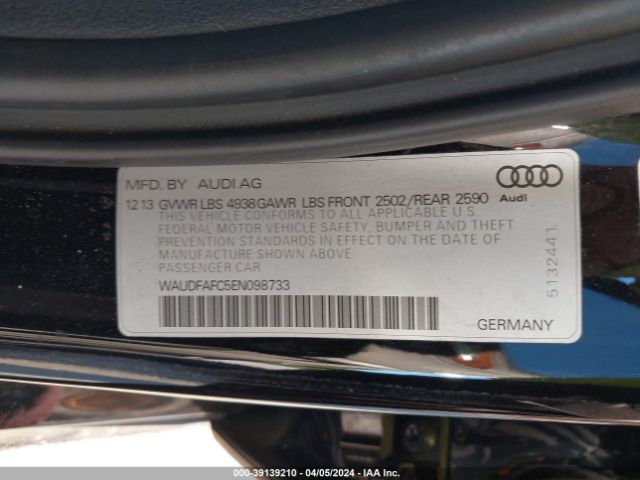 MFD. BY AUDI AG
12 13 GVWR LBS 4938 GAWR LBS FRONT 2502/REAR 2590
Audi
THIS VEHICLE CONFORMS TO ALL APPLICABLE U.S.
FEDERAL MOTOR VEHICLE SAFETY, BUMPER AND THEFT
PREVENTION STANDARDS IN EFFECT ON THE DATE OF
MANUFACTURE SHOWN ABOVE
PASSENGER CAR
WAUDFAFC5EN098733
GERMANY
5132441
000-39139210 - 04/05/2024 - IAA Inc.